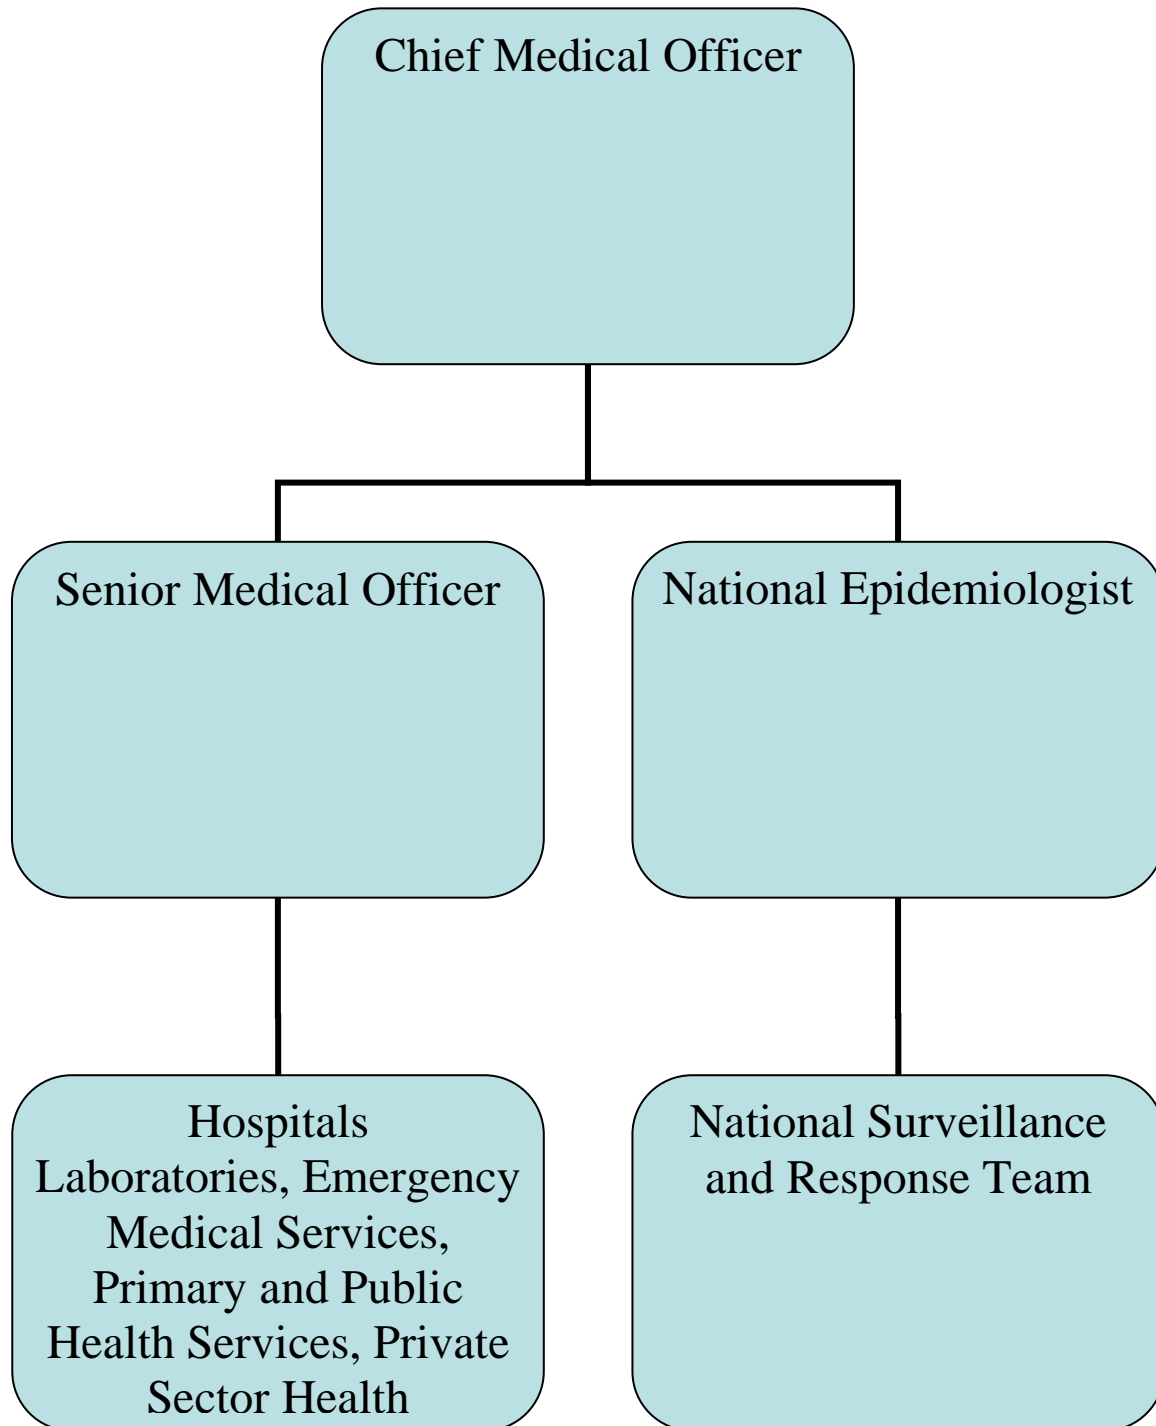 Chief Medical Officer
Senior Medical Officer
National Epidemiologist
Hospitals
Laboratories, Emergency
Medical Services,
Primary and Public
Health Services, Private
Sector Health
National Surveillance
and Response Team